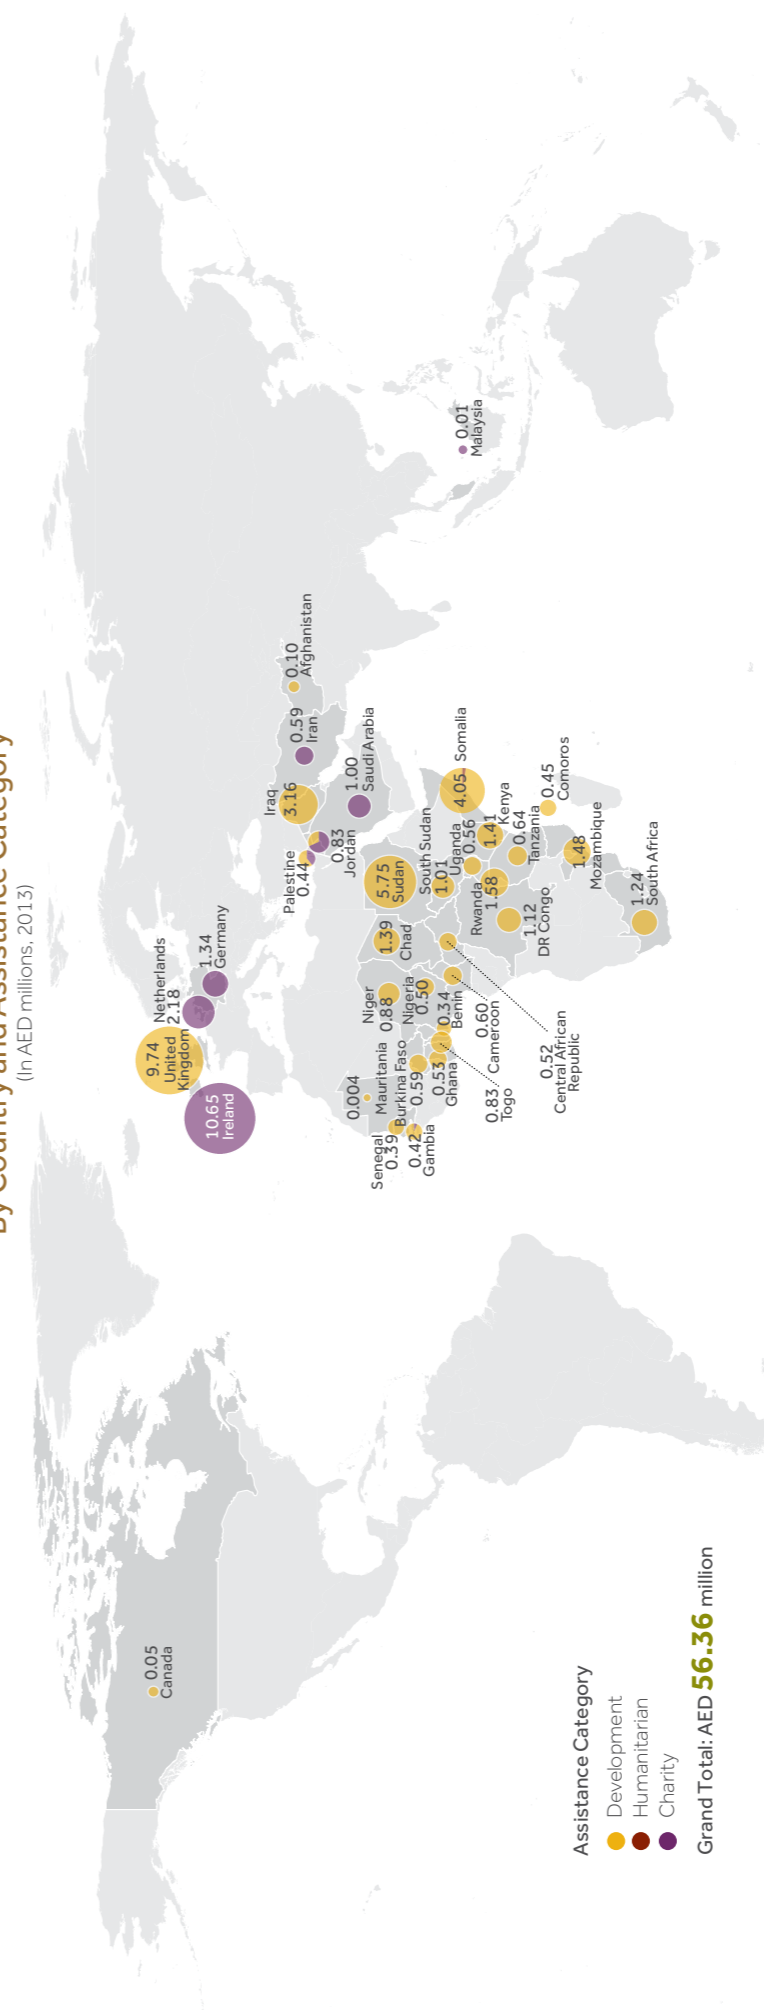 By Country and Assistance Category
(In AED millions, 2013)
0.05
Canada
10.65
Ireland
9.74
United
Kingdom
Netherlands
2.18
1.34
Germany
Palestine
0.44
0.83
Jordan
Iraq
3.16
0.59
Iran
0.10
Afghanistan
1.00
Saudi Arabia
0.004
Mauritania
Senegal
0.39
0.42
Gambia
Burkina Faso
0.59
0.53
Ghana
0.83
Togo
0.34
Benin
Niger
0.88
Nigeria
0.50
0.60
Cameroon
0.52
Central African
Republic
1.39
Chad
5.75
Sudan
South Sudan
1.01
Uganda
0.56
4.05
Somalia
1.41
Kenya
Rwanda
1.58
0.64
Tanzania
1.12
DR Congo
0.45
Comoros
1.48
Mozambique
1.24
South Africa
0.01
Malaysia
Assistance Category
Development
Humanitarian
Charity
Grand Total: AED 56.36 million